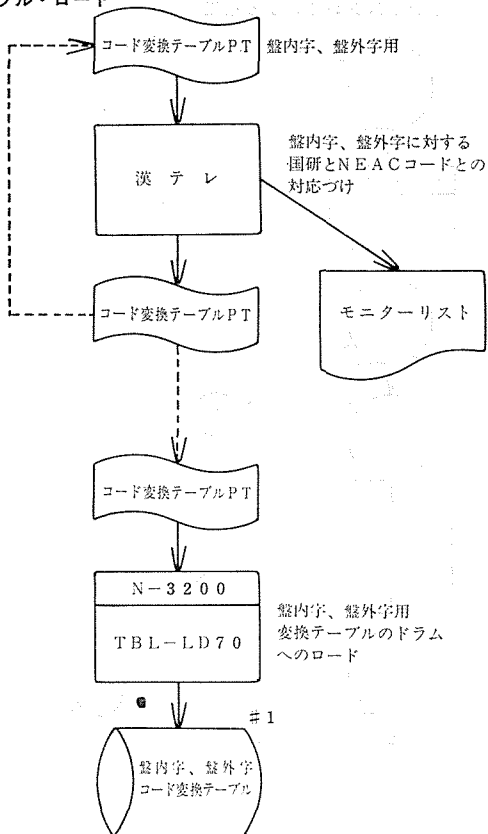 ブル・ロード
コード変換テーブルPT
盤内字、盤外字用
漢テレ
盤内字、盤外字に対する
国研とNEACコードとの
対応づけ
モニターリスト
コード変換テーブルPT
コード変換テーブルPT
N-3200
TBL-LD70
盤内字、盤外字用
変換テーブルのドラム
へのロード
#1
盤内字、盤外字
コード変換テーブル